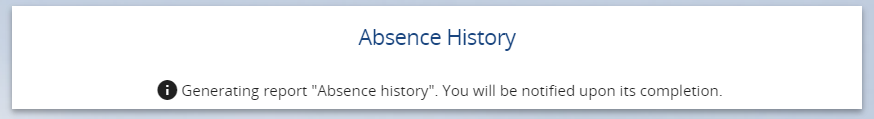 Absence History
Generating report "Absence history". You will be notified upon its completion.